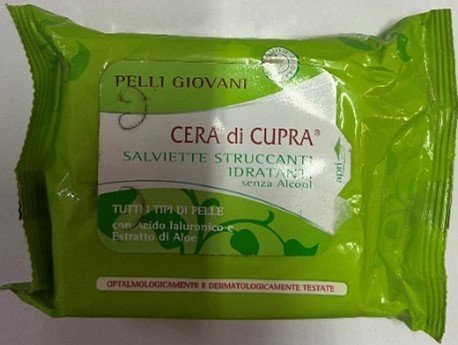 PELLI GIOVANI
CERA di CUPRA®
SALVIETTE STRUCCANTI
IDRATANTI
senza Alcool
apri
TUTTI I TIPI DI PELLE
con Acido Ialuronico e
Estratto di Aloe
OFTALMOLOGICAMENTE E DERMATOLOGICAMENTE TESTATE